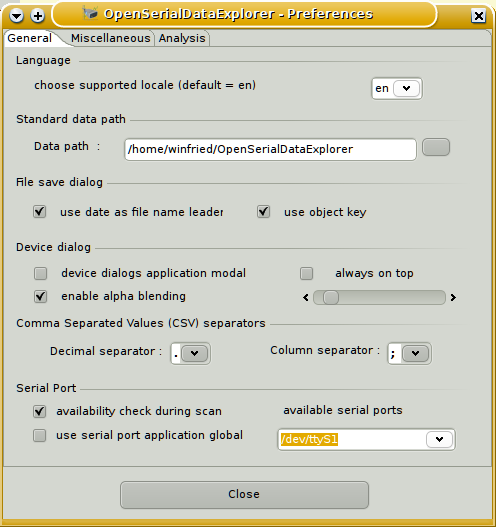 OpenSerialDataExplorer - Preferences
General Miscellaneous Analysis
Language
choose supported locale (default = en) en
Standard data path
Data path : /home/winfried/OpenSerialDataExplorer
File save dialog
use date as file name leader use object key
Device dialog
device dialogs application modal always on top
enable alpha blending
Comma Separated Values (CSV) separators
Decimal separator : . Column separator : ;
Serial Port
availability check during scan available serial ports
use serial port application global /dev/ttyS1
Close